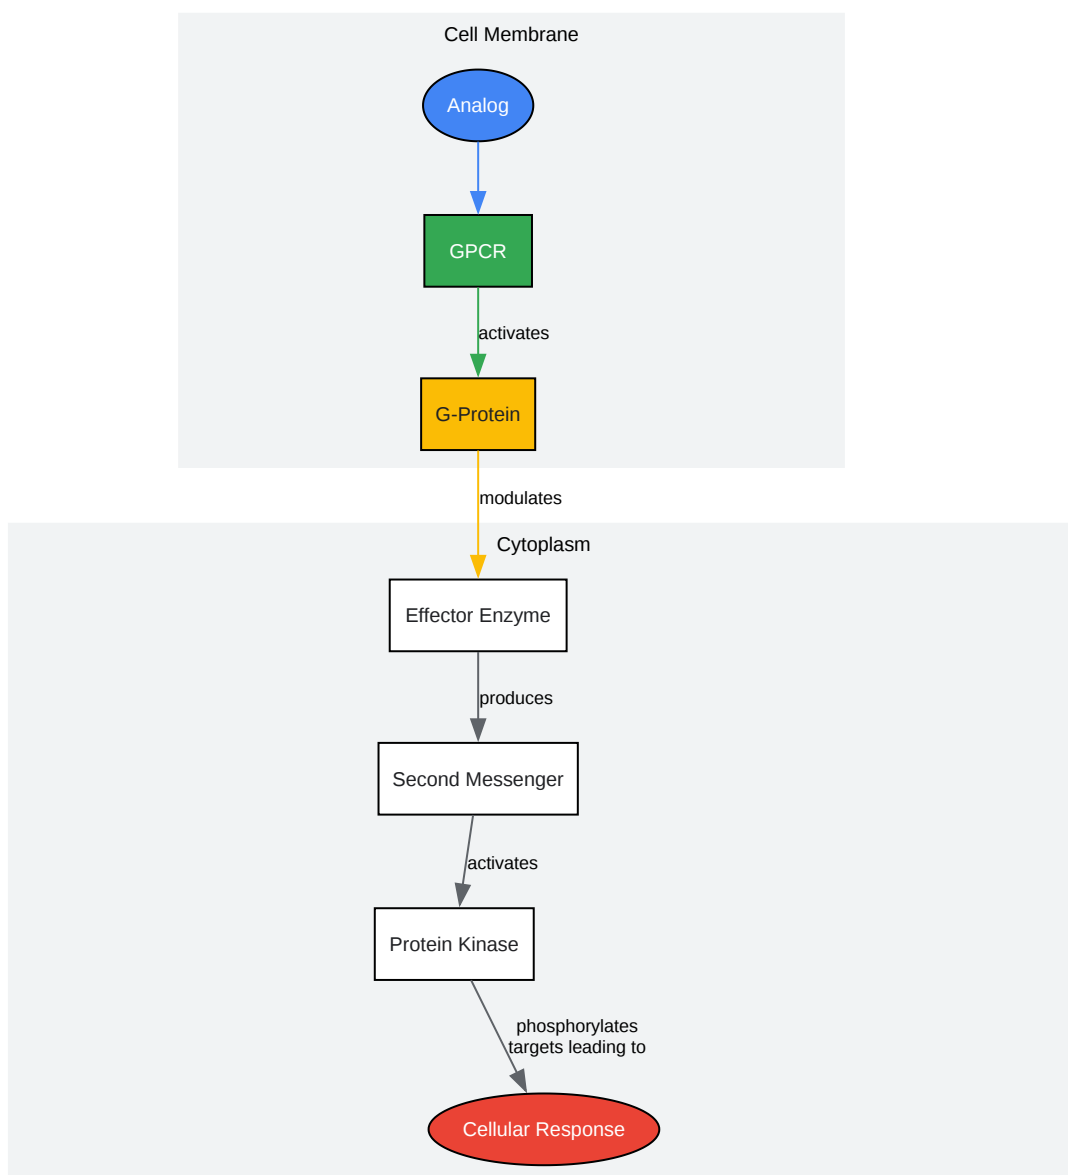 Cell Membrane
Analog
GPCR
activates
G-Protein
modulates
Cytoplasm
Effector Enzyme
produces
Second Messenger
activates
Protein Kinase
phosphorylates
targets leading to
Cellular Response